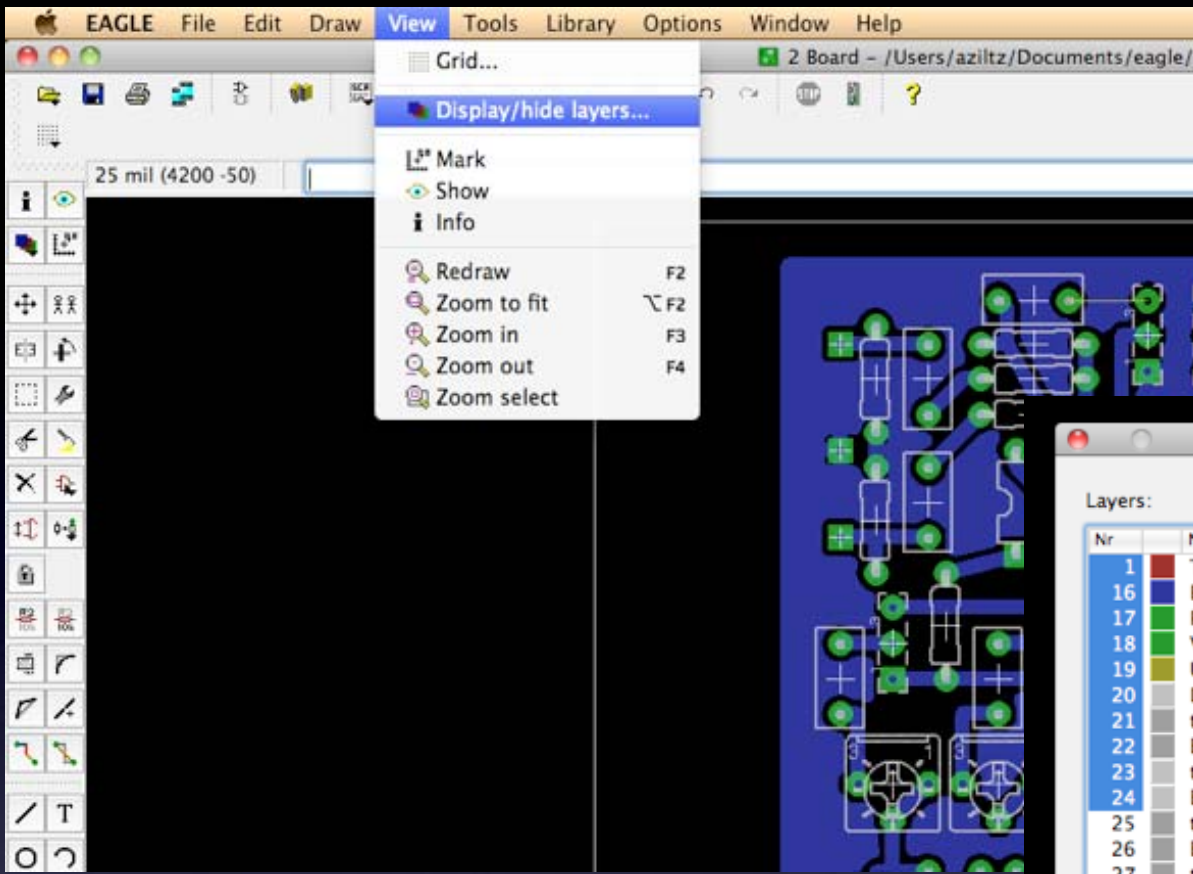 EAGLE File Edit Draw View Tools Library Options Window Help
2 Board - /Users/aziltz/Documents/eagle/
Grid...
Display/hide layers...
25 mil (4200 -50)
Mark
Show
Info
Redraw F2
Zoom to fit ⌥F2
Zoom in F3
Zoom out F4
Zoom select
Layers:
Nr
1
16
17
18
19
20
21
22
23
24
25
26
27